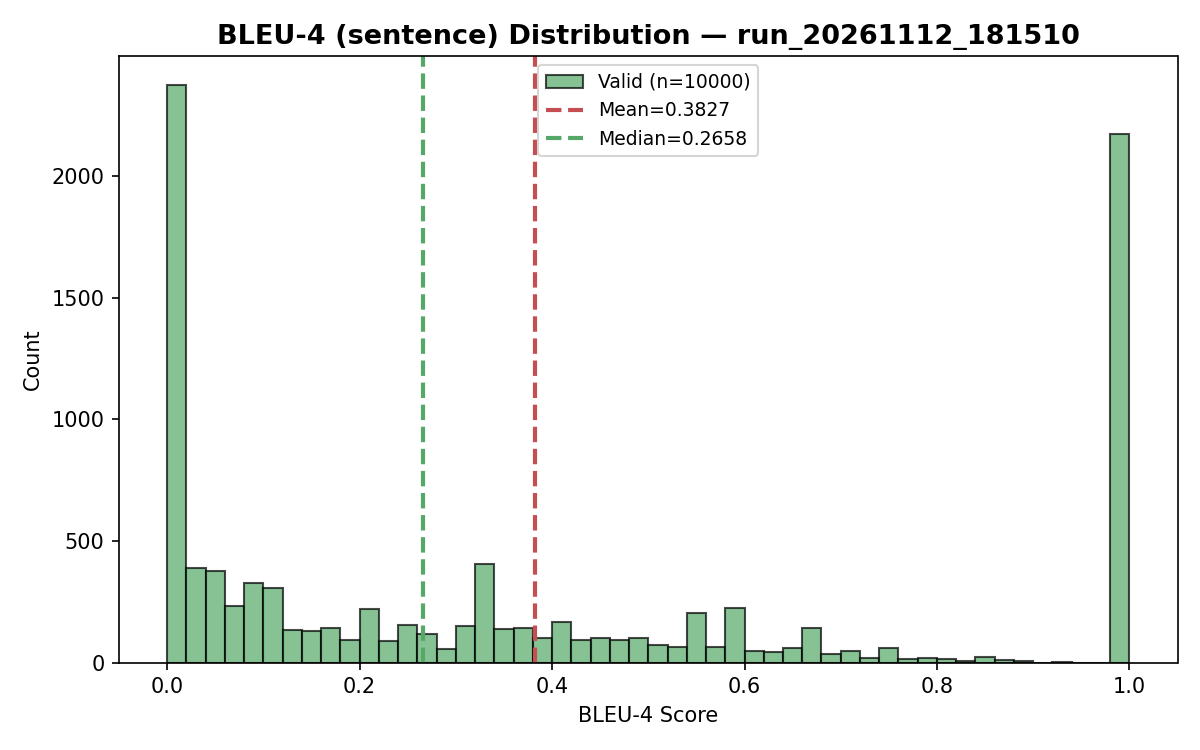 BLEU-4 (sentence) Distribution — run_20261112_181510
Valid (n=10000)
Mean=0.3827
Median=0.2658
2000
1500
1000
500
0
Count
0.0 0.2 0.4 0.6 0.8 1.0
BLEU-4 Score